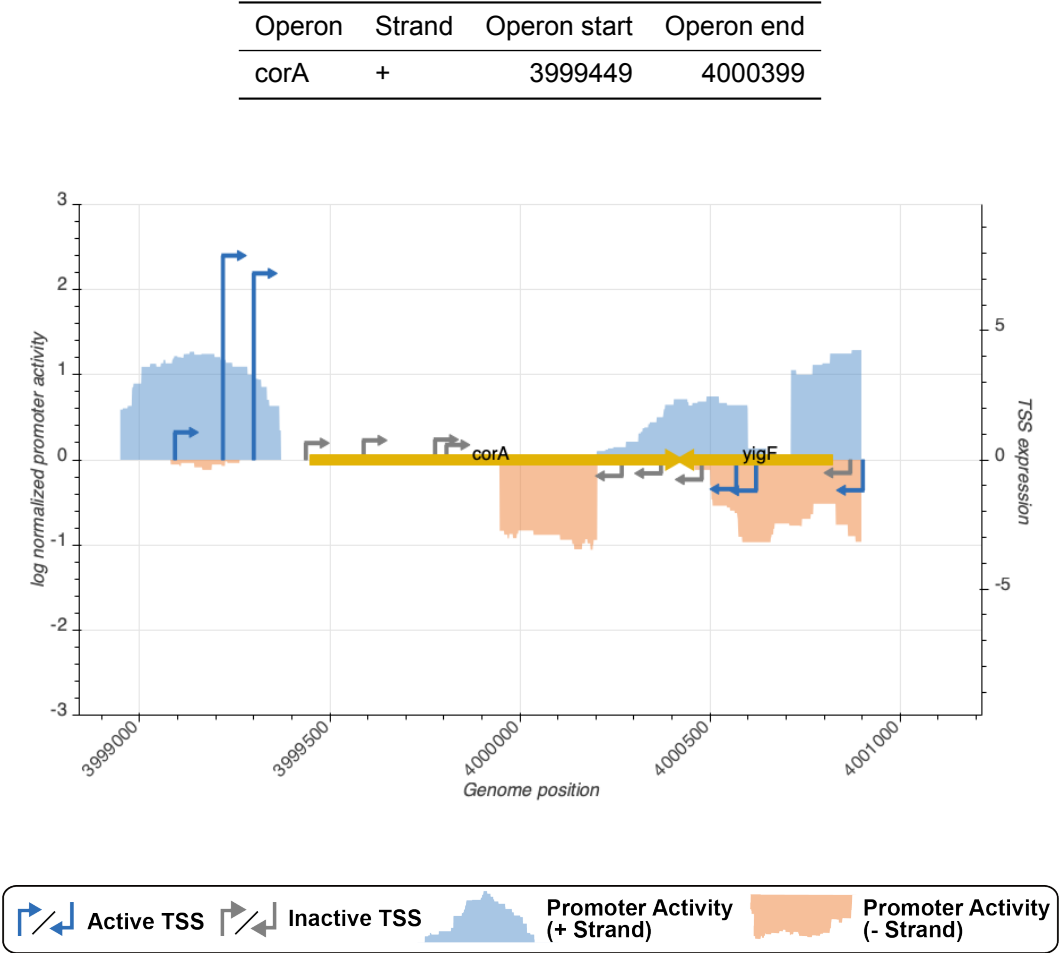 Operon Strand Operon start Operon end
corA + 3999449 4000399
3
2
1
0
-1
-2
-3
log normalized promoter activity
5
0
-5
TSS expression
corA
yigF
3999000
3999500
4000000
4000500
4001000
Genome position
Active TSS
Inactive TSS
Promoter Activity
(+ Strand)
Promoter Activity
(- Strand)